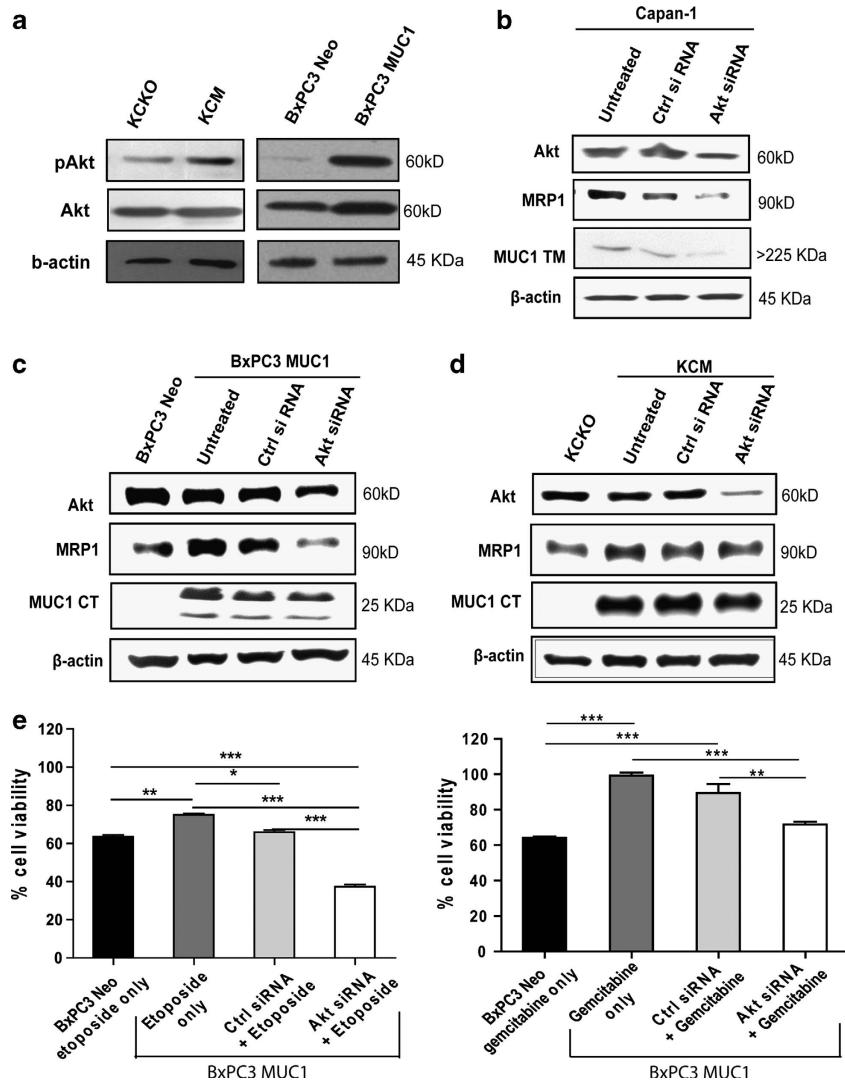 a
KCKO
KCM
BxPC3 Neo
BxPC3 MUC1
pAkt
60kD
Akt
60kD
b-actin
45 KDa
b
Capan-1
Untreated
Ctrl si RNA
Akt siRNA
Akt
60kD
MRP1
90kD
MUC1 TM
>225 KDa
β-actin
45 KDa
c
BxPC3 MUC1
BxPC3 Neo
Untreated
Ctrl si RNA
Akt siRNA
Akt
60kD
MRP1
90kD
MUC1 CT
25 KDa
β-actin
45 KDa
d
KCM
KCKO
Untreated
Ctrl si RNA
Akt siRNA
Akt
60kD
MRP1
90kD
MUC1 CT
25 KDa
β-actin
45 KDa
e
% cell viability
120
100
80
60
40
20
0
***
*
**
***
***
BxPC3 Neo
etoposide only
Etoposide
only
Ctrl siRNA
+ Etoposide
Akt siRNA
+ Etoposide
BxPC3 MUC1
% cell viability
120
100
80
60
40
20
0
***
***
***
**
BxPC3 Neo
gemcitabine only
Gemcitabine
only
Ctrl siRNA
+ Gemcitabine
Akt siRNA
+ Gemcitabine
BxPC3 MUC1